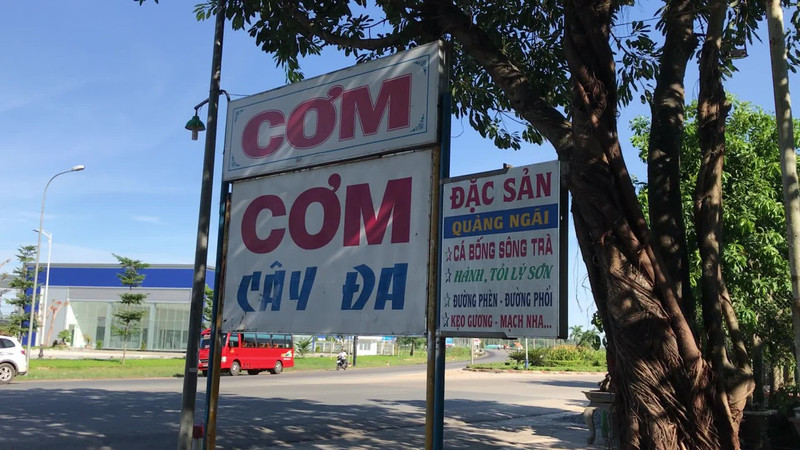 CƠM
CƠM
CÂY ĐA
ĐẶC SẢN
QUẢNG NGÃI
CÁ BỐNG SÔNG TRÀ
HÀNH, TỎI LÝ SƠN
ĐƯỜNG PHÈN - ĐƯỜNG PHỔI
KẸO GƯƠNG - MẠCH NHA...